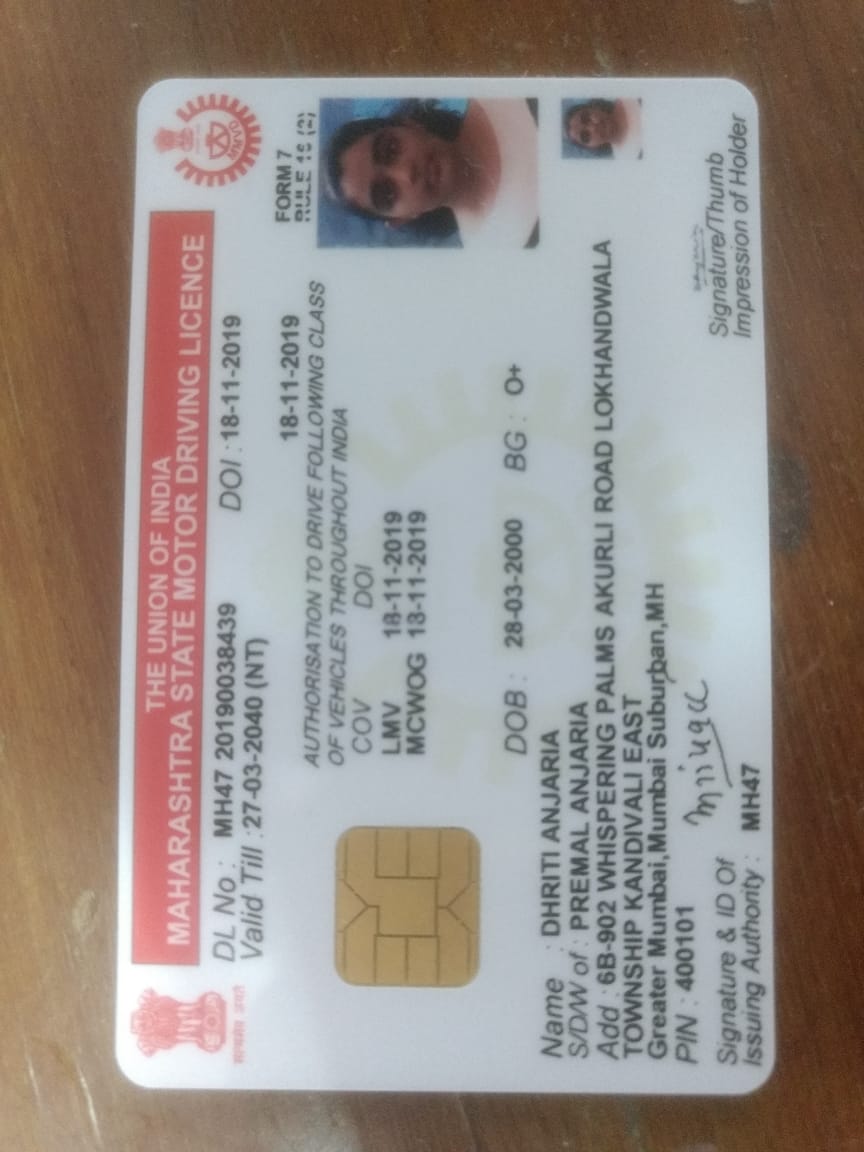 THE UNION OF INDIA
MAHARASHTRA STATE MOTOR DRIVING LICENCE
सत्यमेव जयते
MMVD
DL No : MH47 20190038439 DOI : 18-11-2019
Valid Till : 27-03-2040 (NT)
18-11-2019
FORM 7
RULE 16 (2)
AUTHORISATION TO DRIVE FOLLOWING CLASS
OF VEHICLES THROUGHOUT INDIA
COV DOI
LMV 18-11-2019
MCWOG 18-11-2019
DOB : 28-03-2000 BG : O+
Name : DHRITI ANJARIA
S/D/W of : PREMAL ANJARIA
Add : 6B-902 WHISPERING PALMS AKURLI ROAD LOKHANDWALA
TOWNSHIP KANDIVALI EAST
Greater Mumbai,Mumbai Suburban,MH
PIN : 400101
Signature & ID Of
Issuing Authority : MH47
Signature/Thumb
Impression of Holder